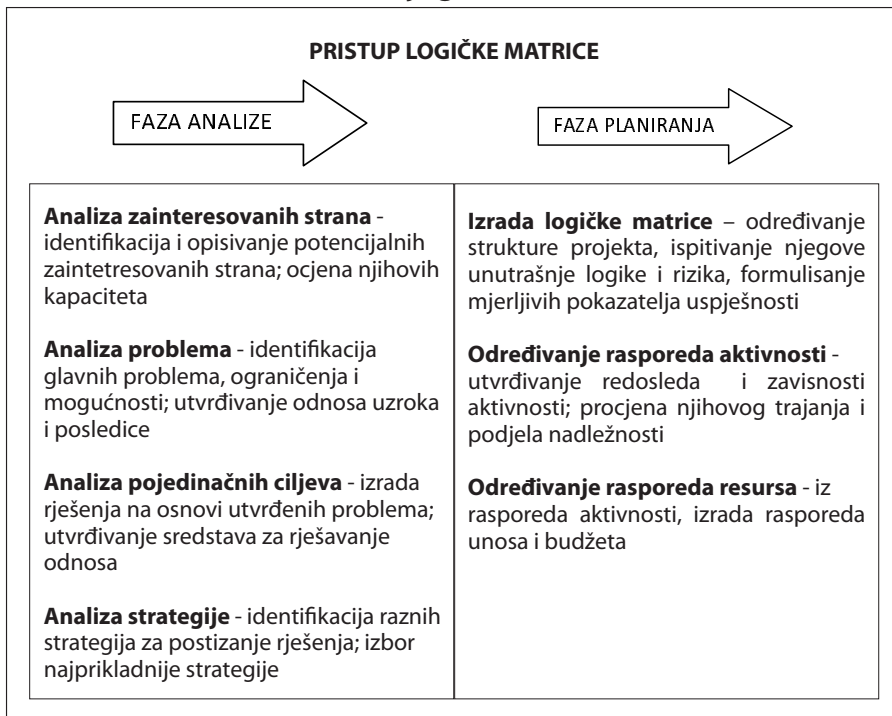 PRISTUP LOGIČKE MATRICE
FAZA ANALIZE
FAZA PLANIRANJA
Analiza zainteresovanih strana -
identifikacija i opisivanje potencijalnih
zaintetresovanih strana; ocjena njihovih
kapaciteta
Analiza problema - identifikacija
glavnih problema, ograničenja i
mogućnosti; utvrđivanje odnosa uzroka
i posledice
Analiza pojedinačnih ciljeva - izrada
rješenja na osnovi utvrđenih problema;
utvrđivanje sredstava za rješavanje
odnosa
Analiza strategije - identifikacija raznih
strategija za postizanje rješenja; izbor
najprikladnije strategije
Izrada logičke matrice – određivanje
strukture projekta, ispitivanje njegove
unutrašnje logike i rizika, formulisanje
mjerljivih pokazatelja uspješnosti
Određivanje rasporeda aktivnosti -
utvrđivanje redosleda i zavisnosti
aktivnosti; procjena njihovog trajanja i
podjela nadležnosti
Određivanje rasporeda resursa - iz
rasporeda aktivnosti, izrada rasporeda
unosa i budžeta